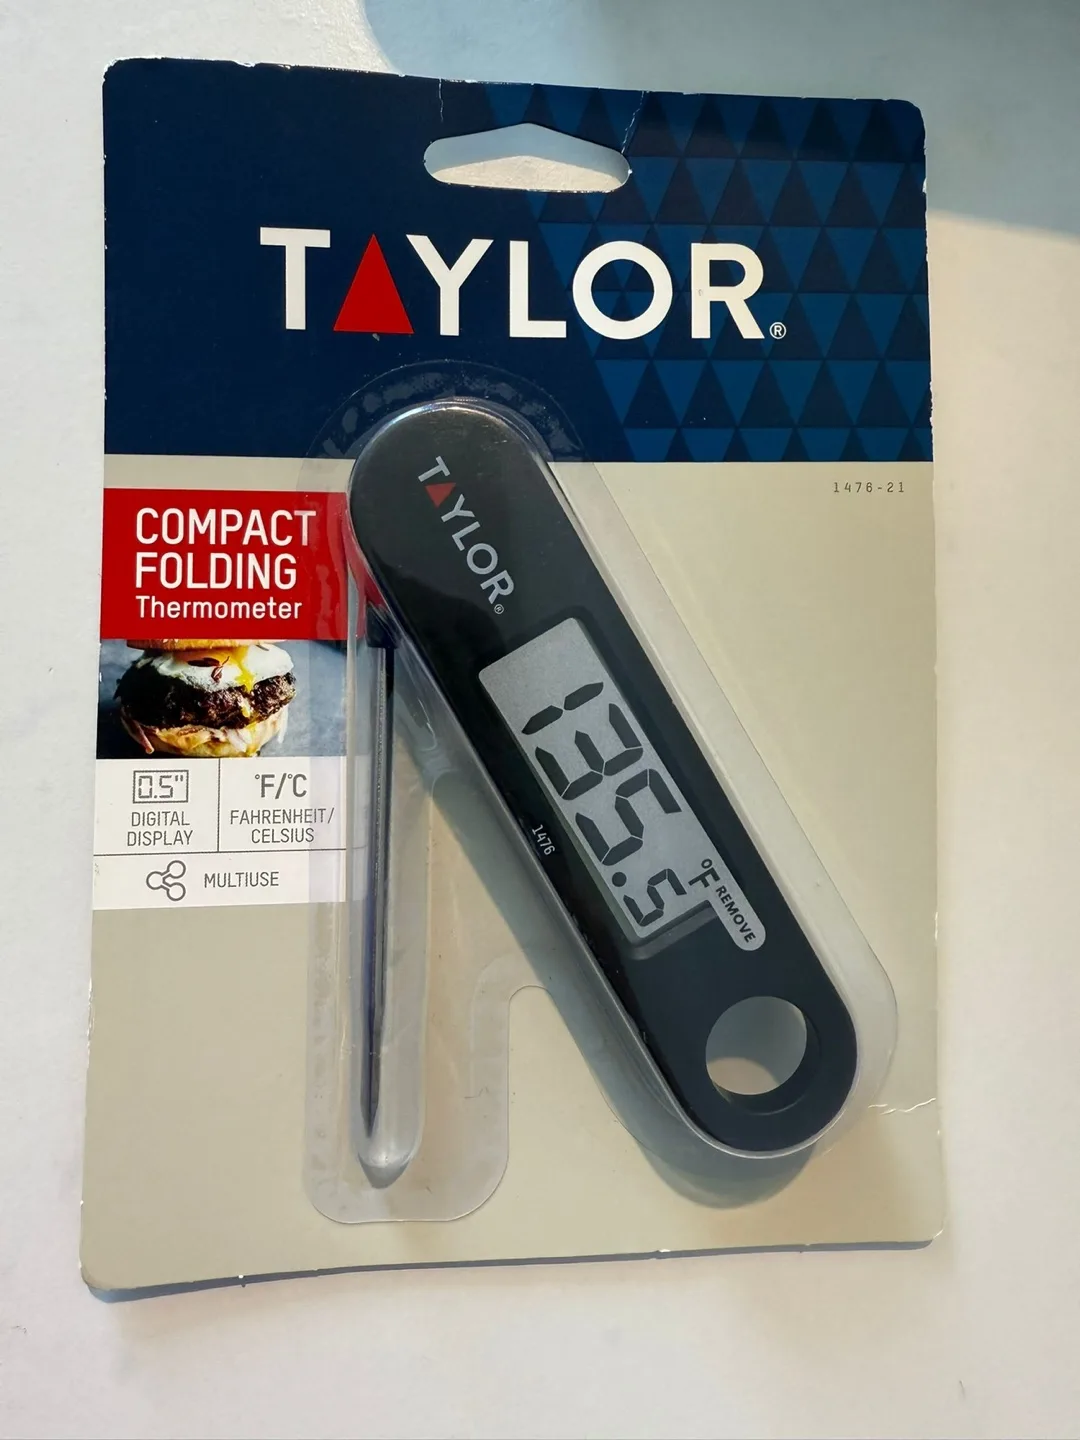 TAYLOR®
1476-21
COMPACT
FOLDING
Thermometer
TAYLOR®
135.5 °F
REMOVE
1476
0.5"
DIGITAL
DISPLAY
°F/°C
FAHRENHEIT/
CELSIUS
MULTIUSE